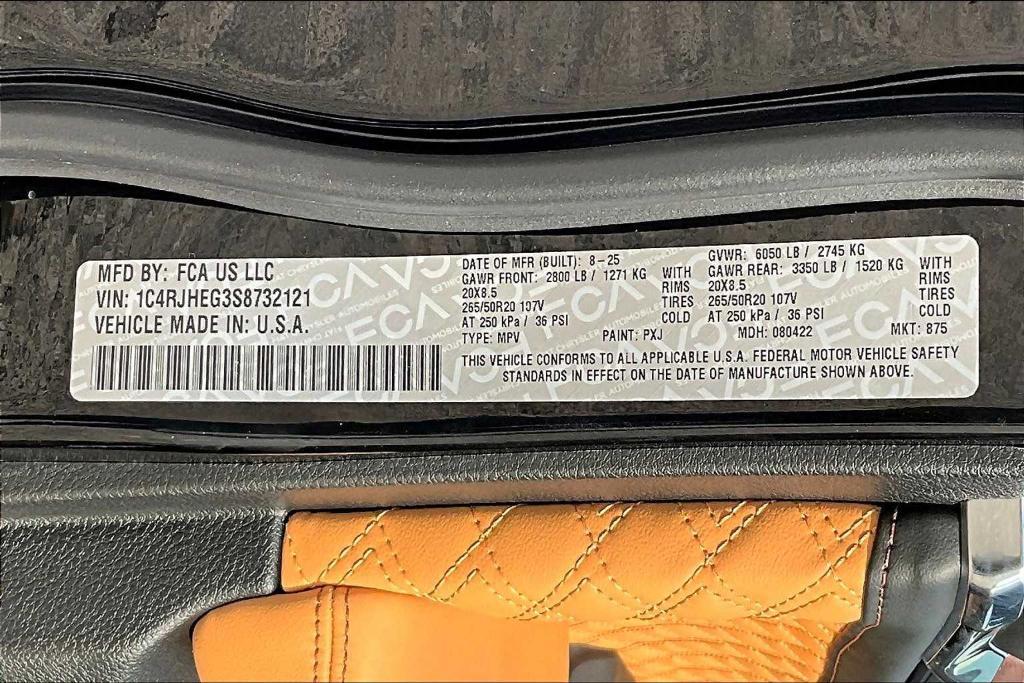 MFD BY: FCA US LLC
VIN: 1C4RJHEG3S8732121
VEHICLE MADE IN: U.S.A.
DATE OF MFR (BUILT): 8-25
GAWR FRONT: 2800 LB / 1271 KG WITH
20X8.5 RIMS
265/50R20 107V TIRES
AT 250 kPa / 36 PSI COLD
TYPE: MPV PAINT: PXJ
GVWR: 6050 LB / 2745 KG
GAWR REAR: 3350 LB / 1520 KG WITH
20X8.5 RIMS
265/50R20 107V TIRES
AT 250 kPa / 36 PSI COLD
MDH: 080422 MKT: 875
THIS VEHICLE CONFORMS TO ALL APPLICABLE U.S.A. FEDERAL MOTOR VEHICLE SAFETY
STANDARDS IN EFFECT ON THE DATE OF MANUFACTURE SHOWN ABOVE.